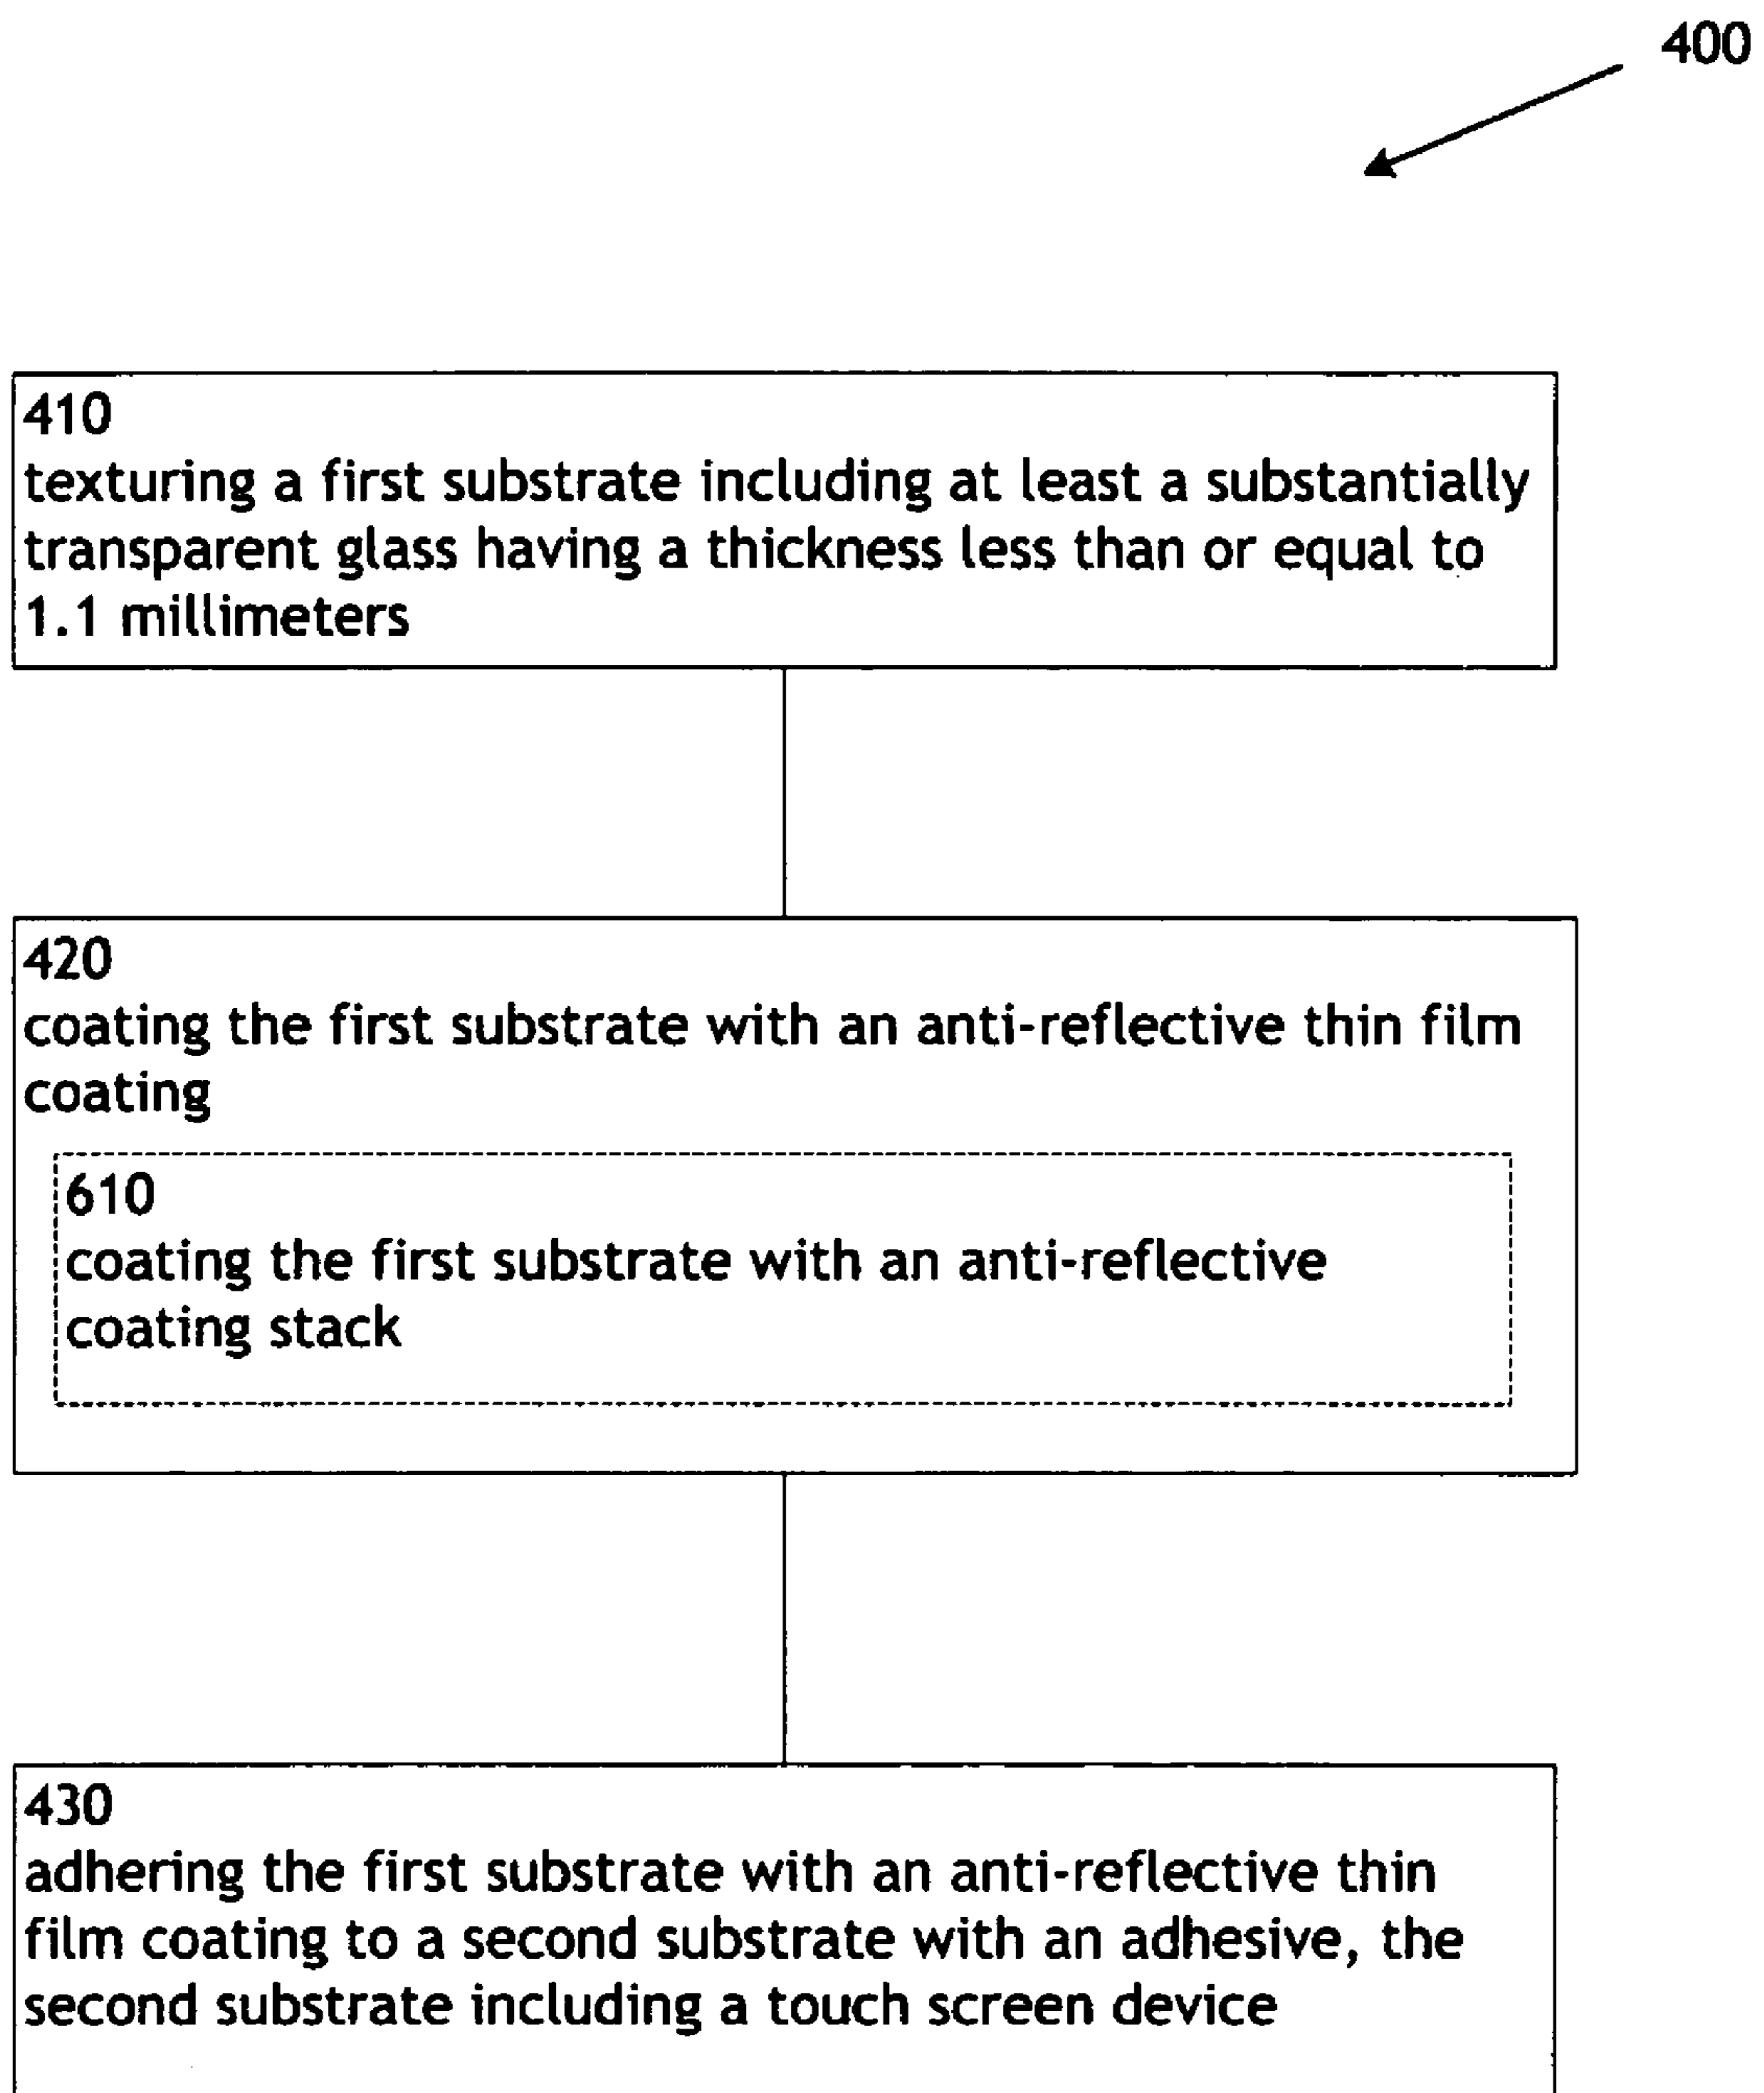 400
410
texturing a first substrate including at least a substantially
transparent glass having a thickness less than or equal to
1.1 millimeters
420
coating the first substrate with an anti-reflective thin film
coating
610
coating the first substrate with an anti-reflective
coating stack
430
adhering the first substrate with an anti-reflective thin
film coating to a second substrate with an adhesive, the
second substrate including a touch screen device